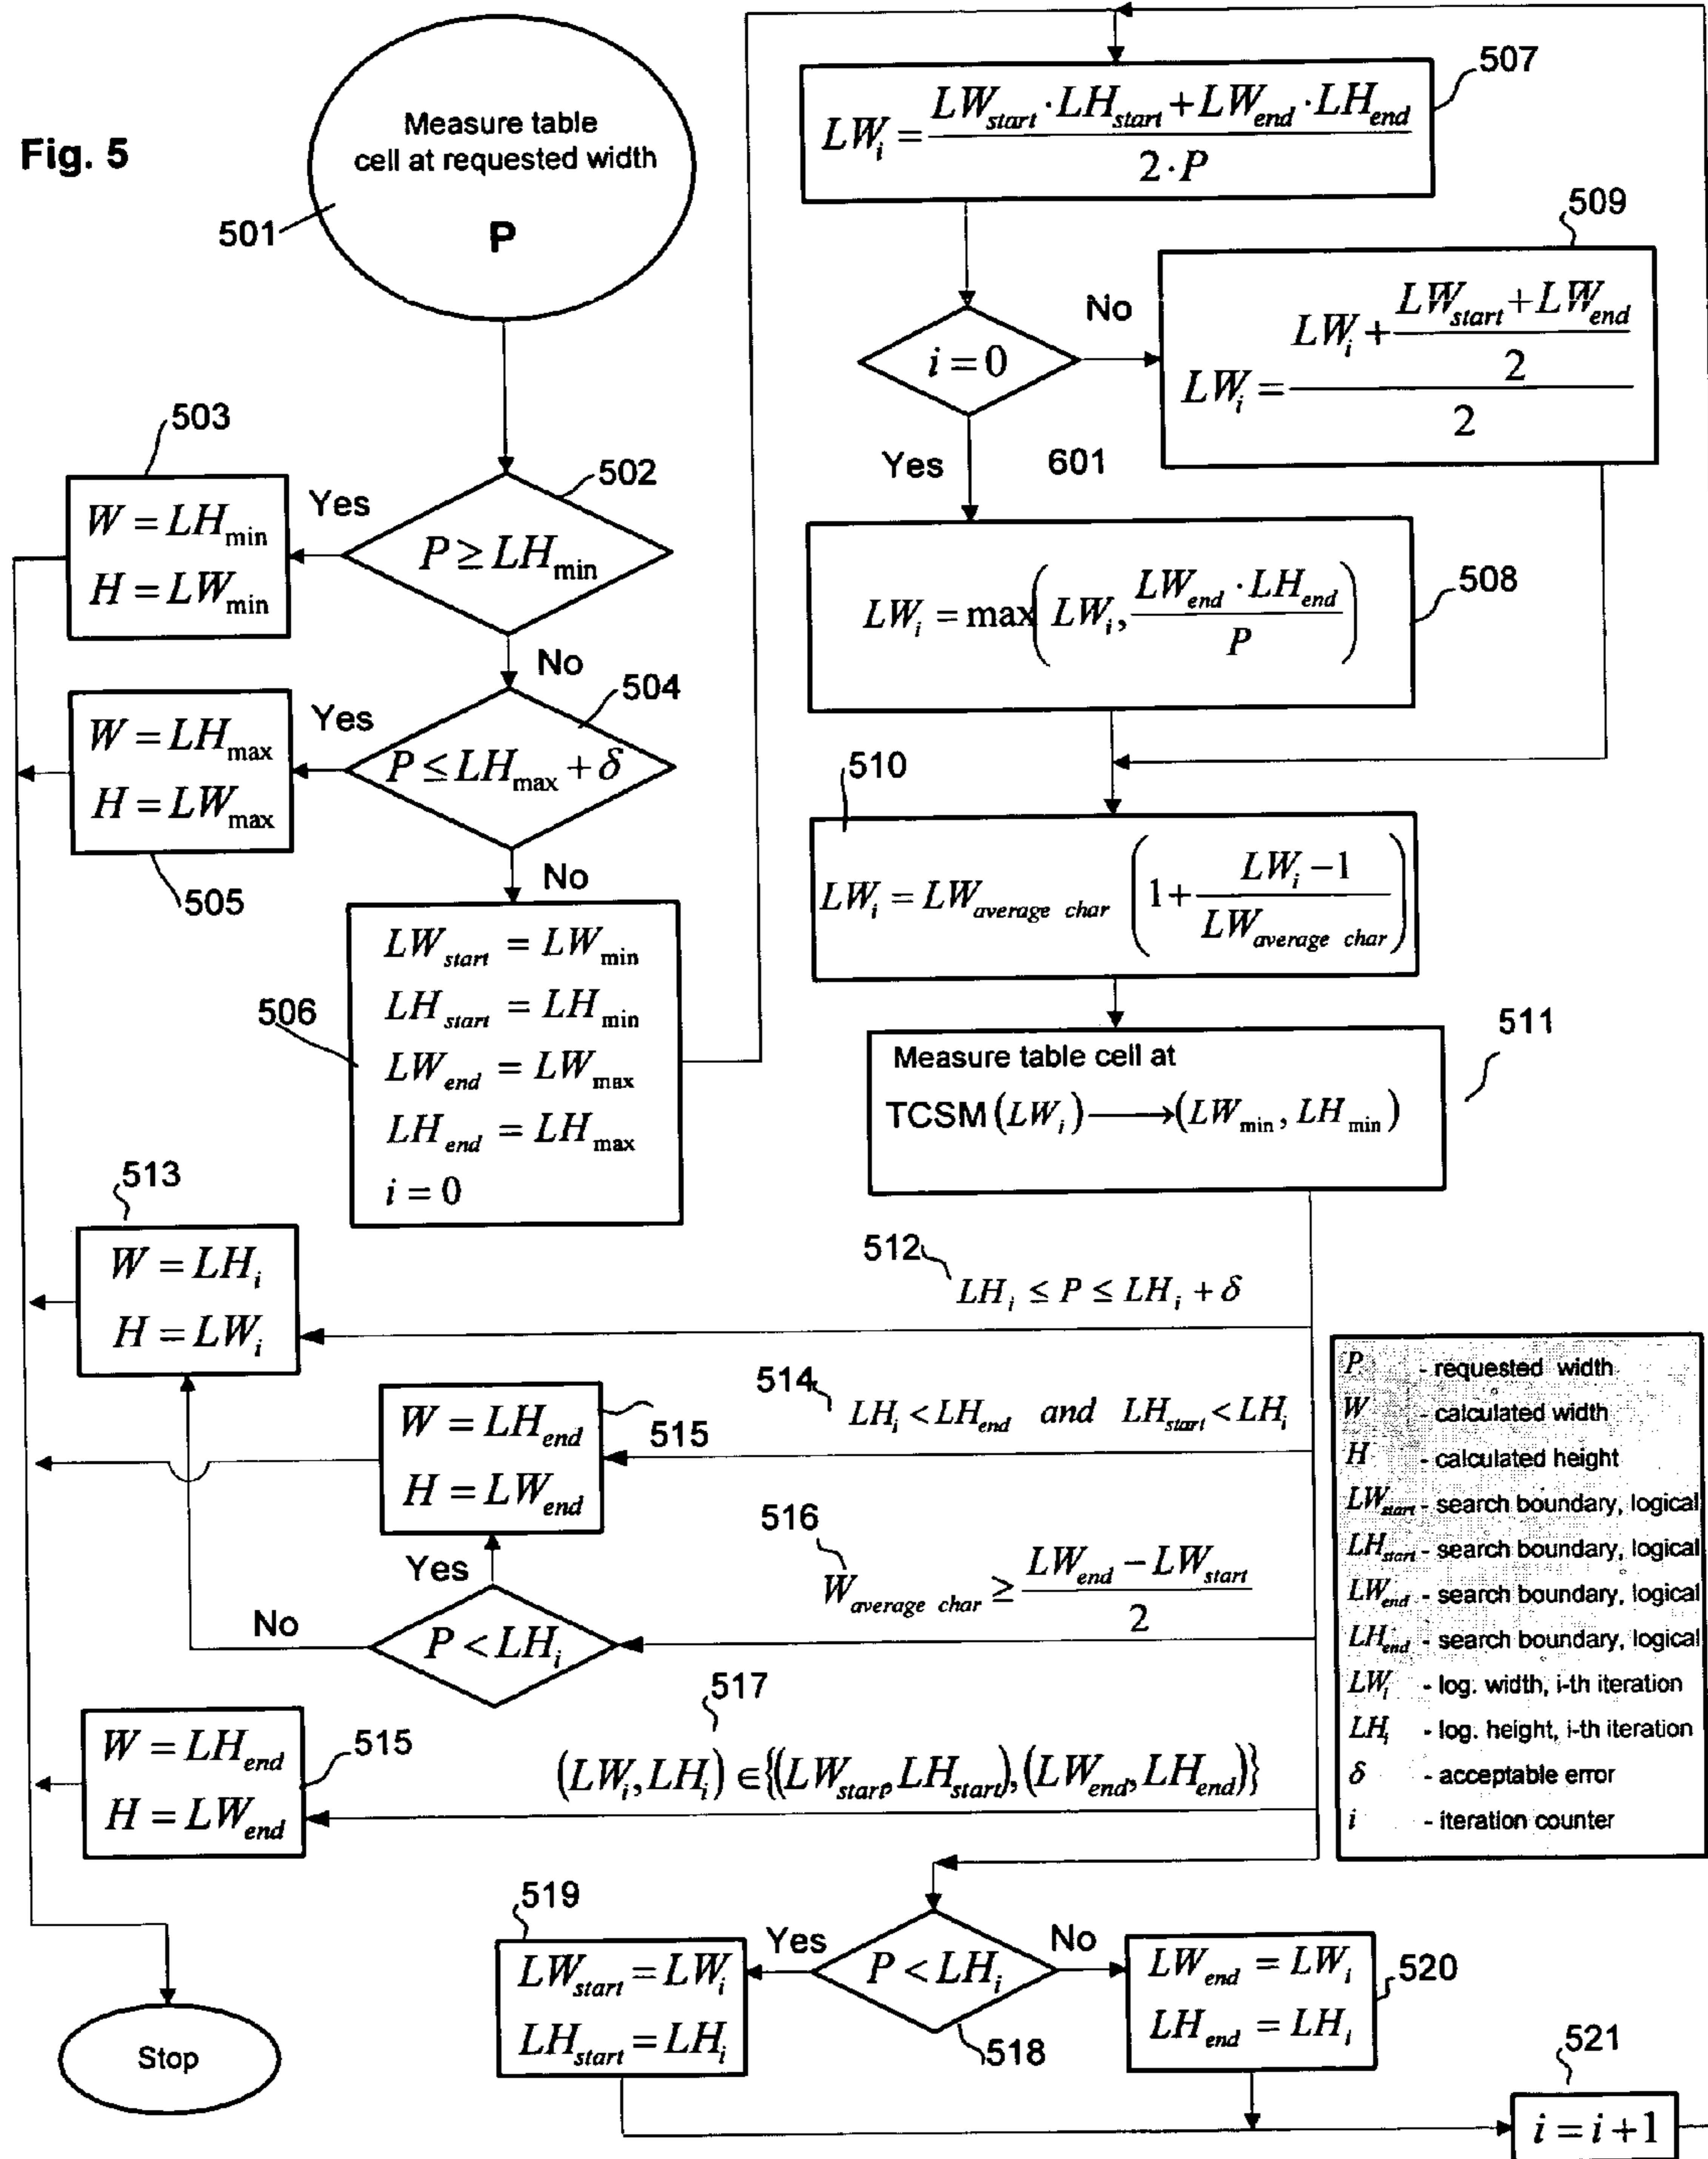 Fig. 5
Measure table
cell at requested width
P
501
502
P ≥ LH_min
Yes
503
W = LH_min
H = LW_min
No
504
P ≤ LH_max + δ
Yes
W = LH_max
H = LW_max
505
No
506
LW_start = LW_min
LH_start = LH_min
LW_end = LW_max
LH_end = LH_max
i = 0
507
LW_i = (LW_start · LH_start + LW_end · LH_end) / (2 · P)
i = 0
No
509
LW_i = (LW_i + (LW_start + LW_end) / 2) / 2
Yes
601
508
LW_i = max(LW_i, (LW_end · LH_end) / P)
510
LW_i = LW_average char (1 + (LW_i − 1) / LW_average char)
511
Measure table cell at
TCSM(LW_i) ⟶ (LW_min, LH_min)
512
LH_i ≤ P ≤ LH_i + δ
513
W = LH_i
H = LW_i
514
LH_i < LH_end and LH_start < LH_i
515
W = LH_end
H = LW_end
516
W_average char ≥ (LW_end − LW_start) / 2
Yes
No
P < LH_i
517
(LW_i, LH_i) ∈ {(LW_start, LH_start), (LW_end, LH_end)}
W = LH_end
H = LW_end
515
518
P < LH_i
Yes
No
519
LW_start = LW_i
LH_start = LH_i
520
LW_end = LW_i
LH_end = LH_i
521
i = i + 1
Stop
P - requested width
W - calculated width
H - calculated height
LW_start - search boundary, logical
LH_start - search boundary, logical
LW_end - search boundary, logical
LH_end - search boundary, logical
LW_i - log. width, i-th iteration
LH_i - log. height, i-th iteration
δ - acceptable error
i - iteration counter